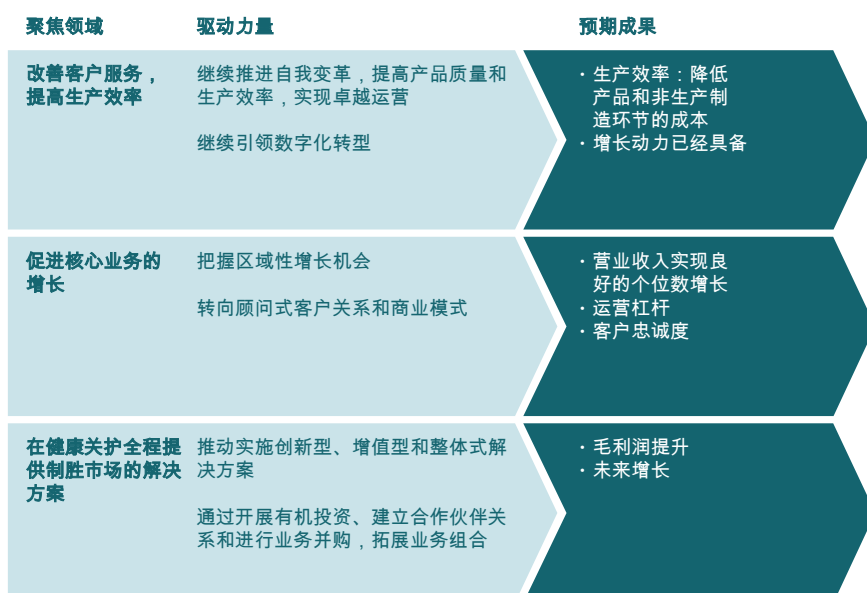 聚焦领域
驱动力量
预期成果
改善客户服务，
提高生产效率
继续推进自我变革，提高产品质量和
生产效率，实现卓越运营
继续引领数字化转型
·生产效率：降低
产品和非生产制
造环节的成本
·增长动力已经具备
促进核心业务的
增长
把握区域性增长机会
转向顾问式客户关系和商业模式
·营业收入实现良
好的个位数增长
·运营杠杆
·客户忠诚度
在健康关护全程提
供制胜市场的解决
方案
推动实施创新型、增值型和整体式解
决方案
通过开展有机投资、建立合作伙伴关
系和进行业务并购，拓展业务组合
·毛利润提升
·未来增长